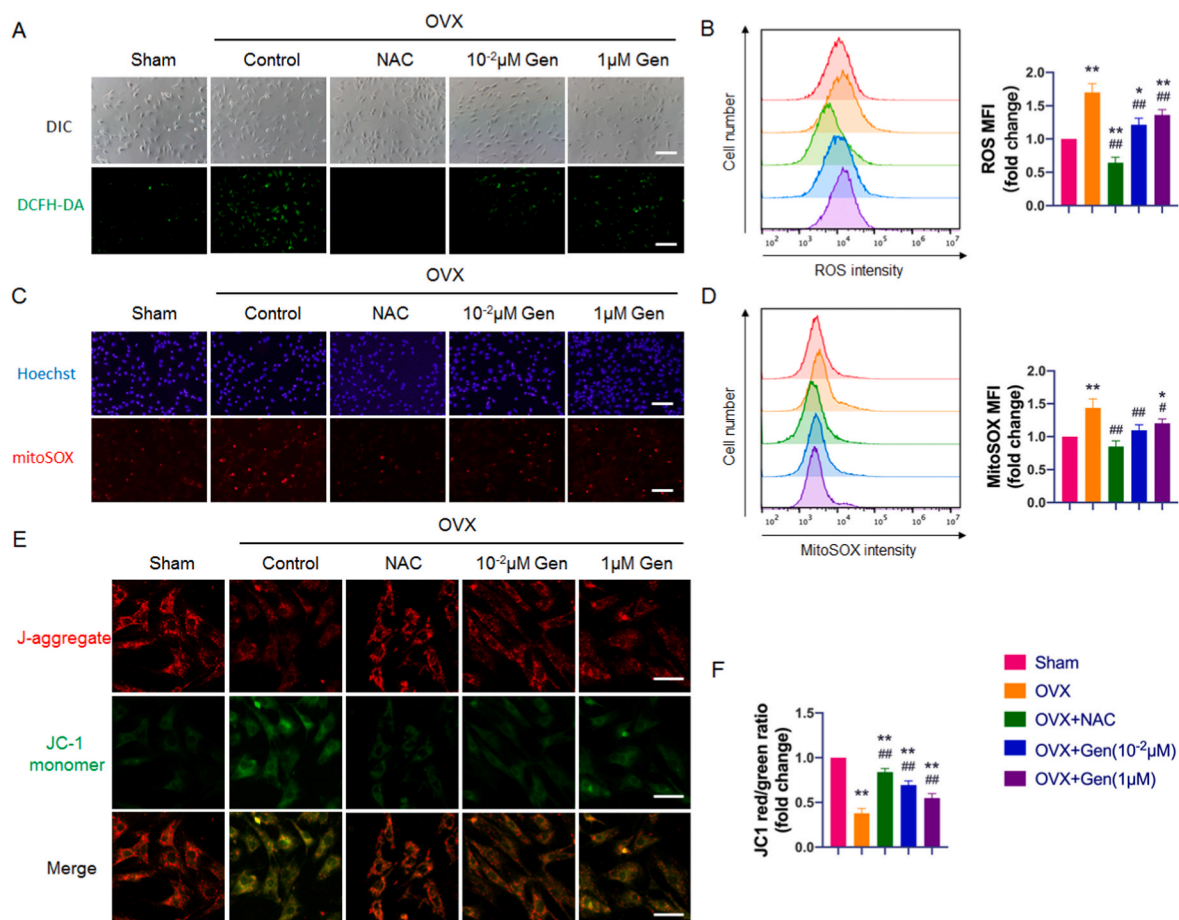 A
OVX
Sham Control NAC 10⁻²μM Gen 1μM Gen
DIC
DCFH-DA
B
Cell number
10² 10³ 10⁴ 10⁵ 10⁶ 10⁷
ROS intensity
ROS MFI
(fold change)
2.0
1.5
1.0
0.5
0.0
**
**
##
*
##
**
##
C
OVX
Sham Control NAC 10⁻²μM Gen 1μM Gen
Hoechst
mitoSOX
D
Cell number
10² 10³ 10⁴ 10⁵ 10⁶ 10⁷
MitoSOX intensity
MitoSOX MFI
(fold change)
2.0
1.5
1.0
0.5
0.0
**
##
##
*
#
E
OVX
Sham Control NAC 10⁻²μM Gen 1μM Gen
J-aggregate
JC-1
monomer
Merge
F
JC1 red/green ratio
(fold change)
1.5
1.0
0.5
0.0
**
**
##
**
##
**
##
Sham
OVX
OVX+NAC
OVX+Gen(10⁻²μM)
OVX+Gen(1μM)